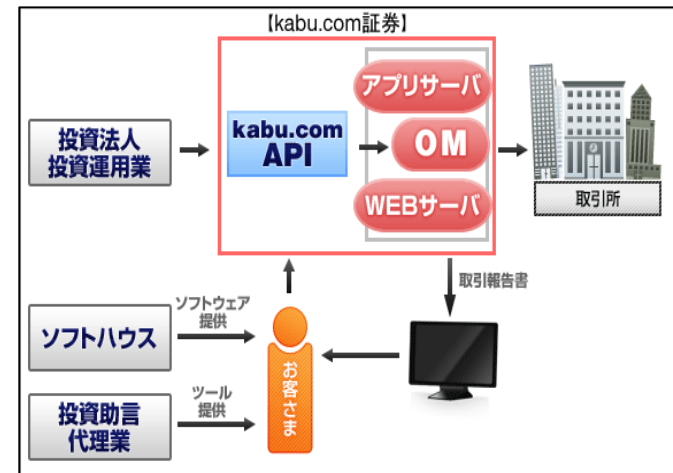 【kabu.com証券】
アプリサーバ
kabu.com
API
OM
WEBサーバ
投資法人
投資運用業
取引所
取引報告書
ソフトウェア
提供
ソフトハウス
お客さま
ツール
提供
投資助言
代理業